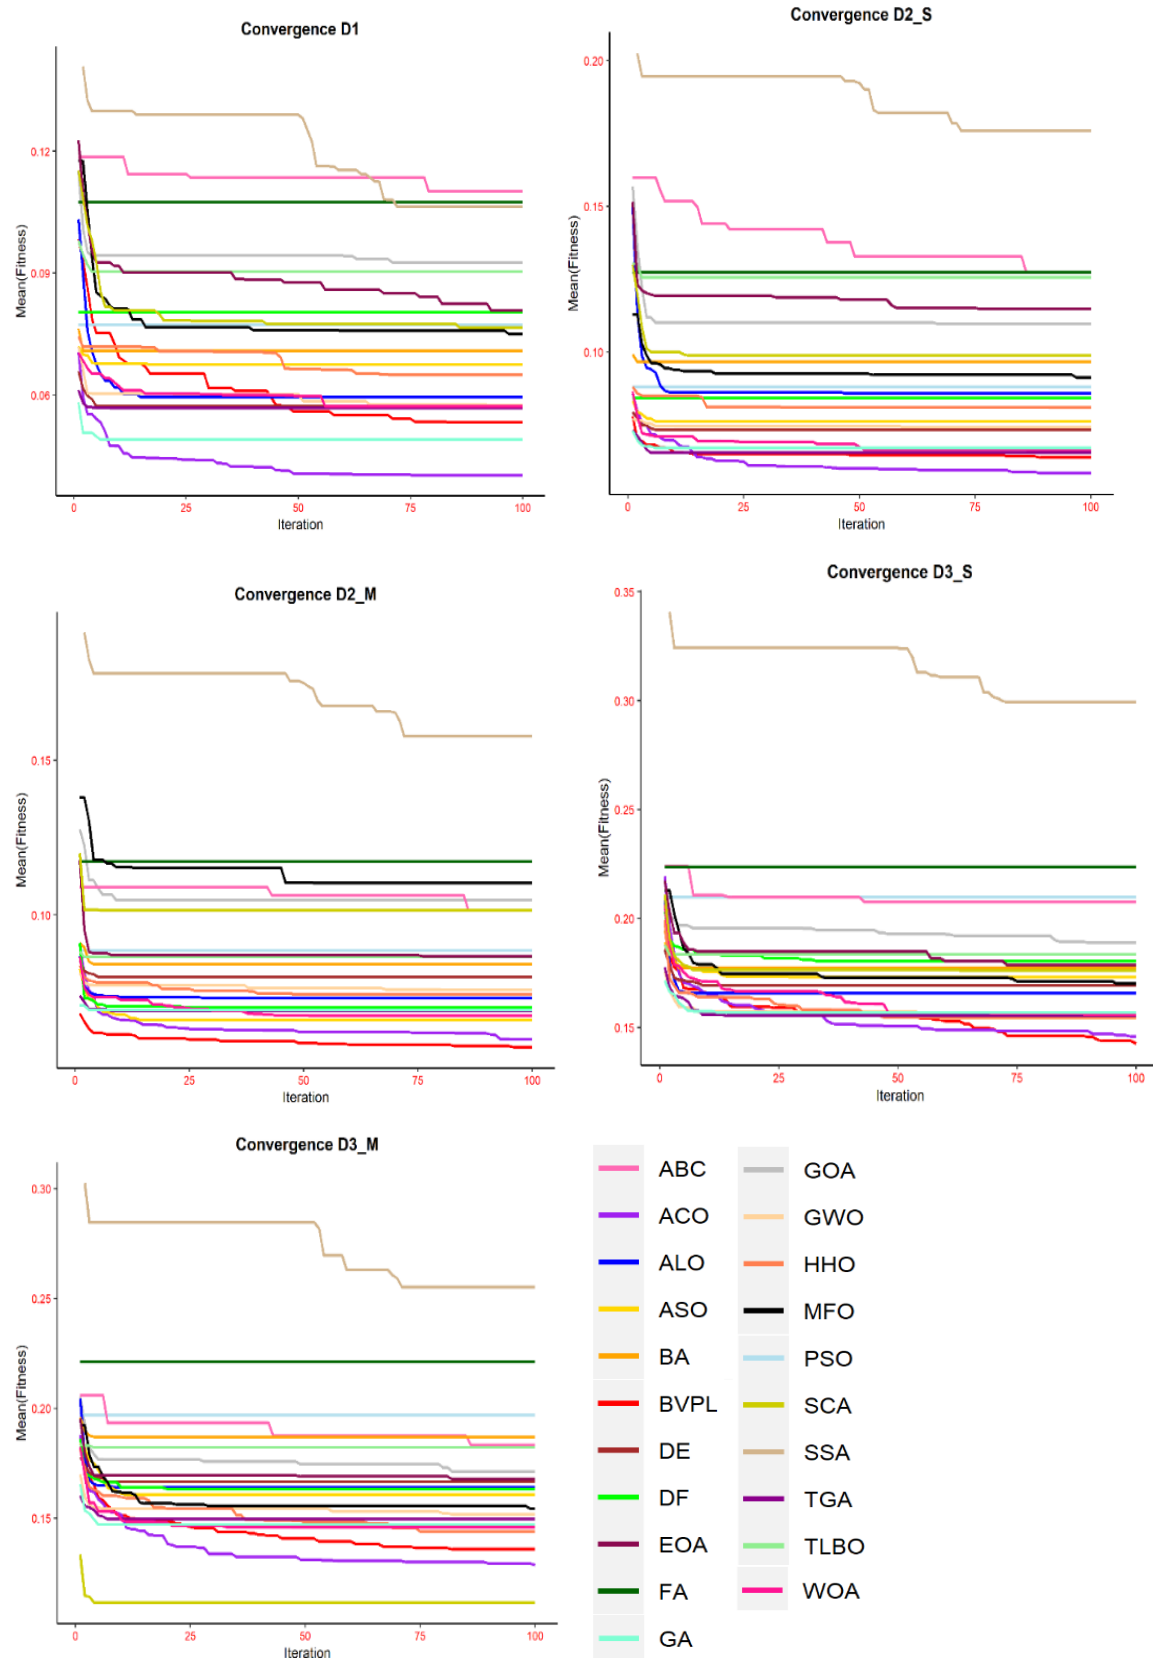 Convergence D1
Mean(Fitness)
0.12
0.09
0.06
0 25 50 75 100
Iteration
Convergence D2_S
Mean(Fitness)
0.20
0.15
0.10
0 25 50 75 100
Iteration
Convergence D2_M
Mean(Fitness)
0.15
0.10
0 25 50 75 100
Iteration
Convergence D3_S
Mean(Fitness)
0.35
0.30
0.25
0.20
0.15
0 25 50 75 100
Iteration
Convergence D3_M
Mean(Fitness)
0.30
0.25
0.20
0.15
0 25 50 75 100
Iteration
ABC
ACO
ALO
ASO
BA
BVPL
DE
DF
EOA
FA
GA
GOA
GWO
HHO
MFO
PSO
SCA
SSA
TGA
TLBO
WOA